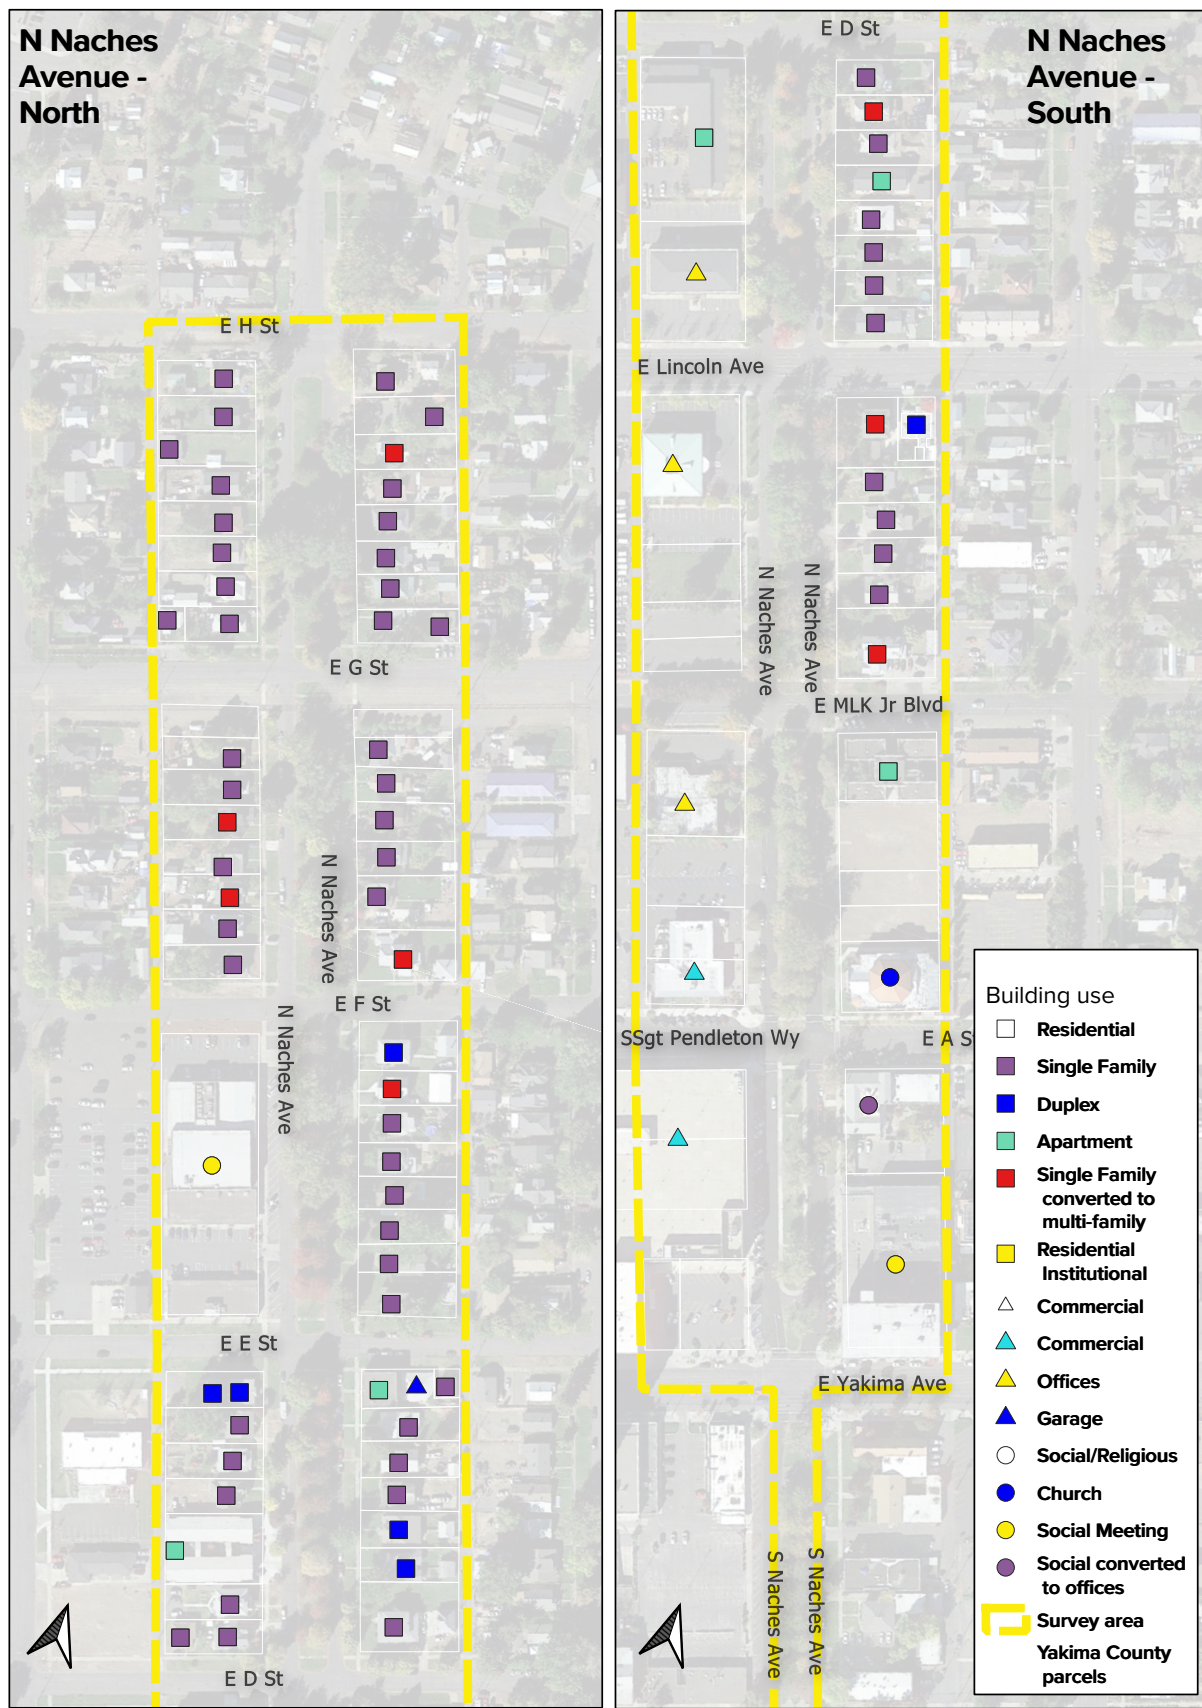 N Naches
Avenue -
North
E H St
E G St
N Naches Ave
E F St
N Naches Ave
E E St
E D St
N Naches
Avenue -
South
E D St
E Lincoln Ave
N Naches Ave
N Naches Ave
E MLK Jr Blvd
SSgt Pendleton Wy
E A S
E Yakima Ave
S Naches Ave
S Naches Ave
Building use
Residential
Single Family
Duplex
Apartment
Single Family
converted to
multi-family
Residential
Institutional
Commercial
Commercial
Offices
Garage
Social/Religious
Church
Social Meeting
Social converted
to offices
Survey area
Yakima County
parcels